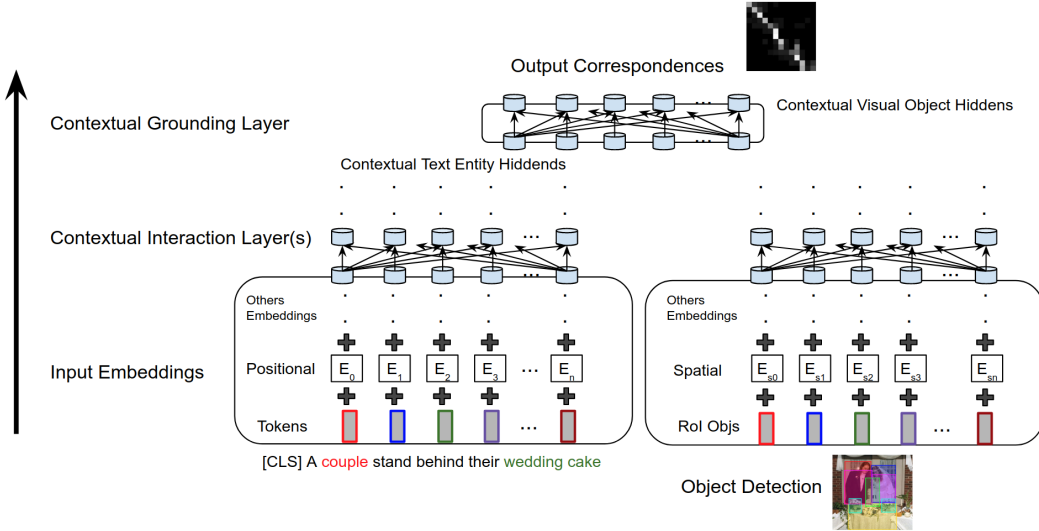 Output Correspondences
Contextual Visual Object Hiddens
Contextual Grounding Layer
Contextual Text Entity Hiddends
Contextual Interaction Layer(s)
...
...
...
Others
Embeddings
Others
Embeddings
Input Embeddings
Positional
E0 E1 E2 E3 ... En
Spatial
Es0 Es1 Es2 Es3 ... Esn
Tokens
...
RoI Objs
...
[CLS] A couple stand behind their wedding cake
Object Detection